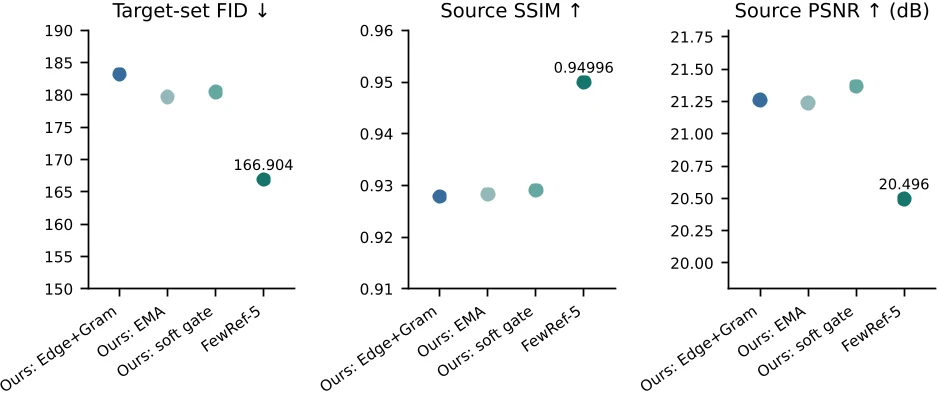 Target-set FID ↓
190
185
180
175
170
165
160
155
150
166.904
Ours: Edge+Gram
Ours: EMA
Ours: soft gate
FewRef-5
Source SSIM ↑
0.96
0.95
0.94
0.93
0.92
0.91
0.94996
Ours: Edge+Gram
Ours: EMA
Ours: soft gate
FewRef-5
Source PSNR ↑ (dB)
21.75
21.50
21.25
21.00
20.75
20.50
20.25
20.00
20.496
Ours: Edge+Gram
Ours: EMA
Ours: soft gate
FewRef-5